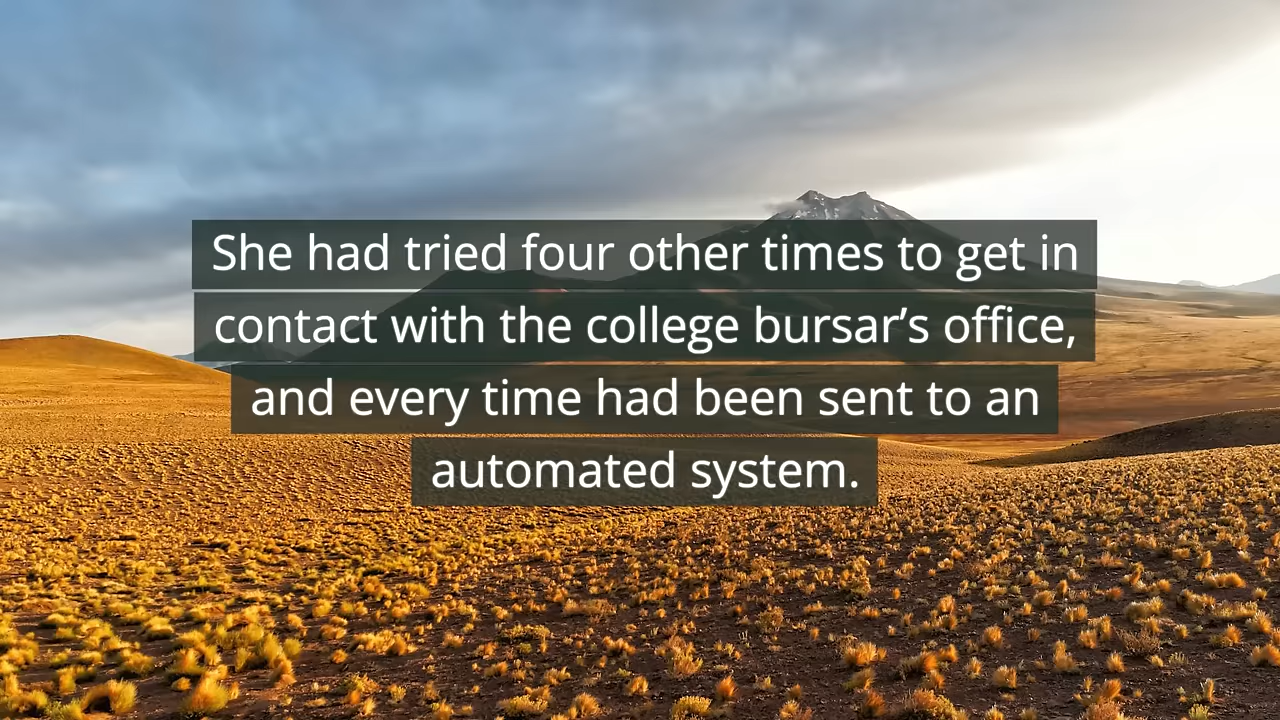 She had tried four other times to get in
contact with the college bursar’s office,
and every time had been sent to an
automated system.